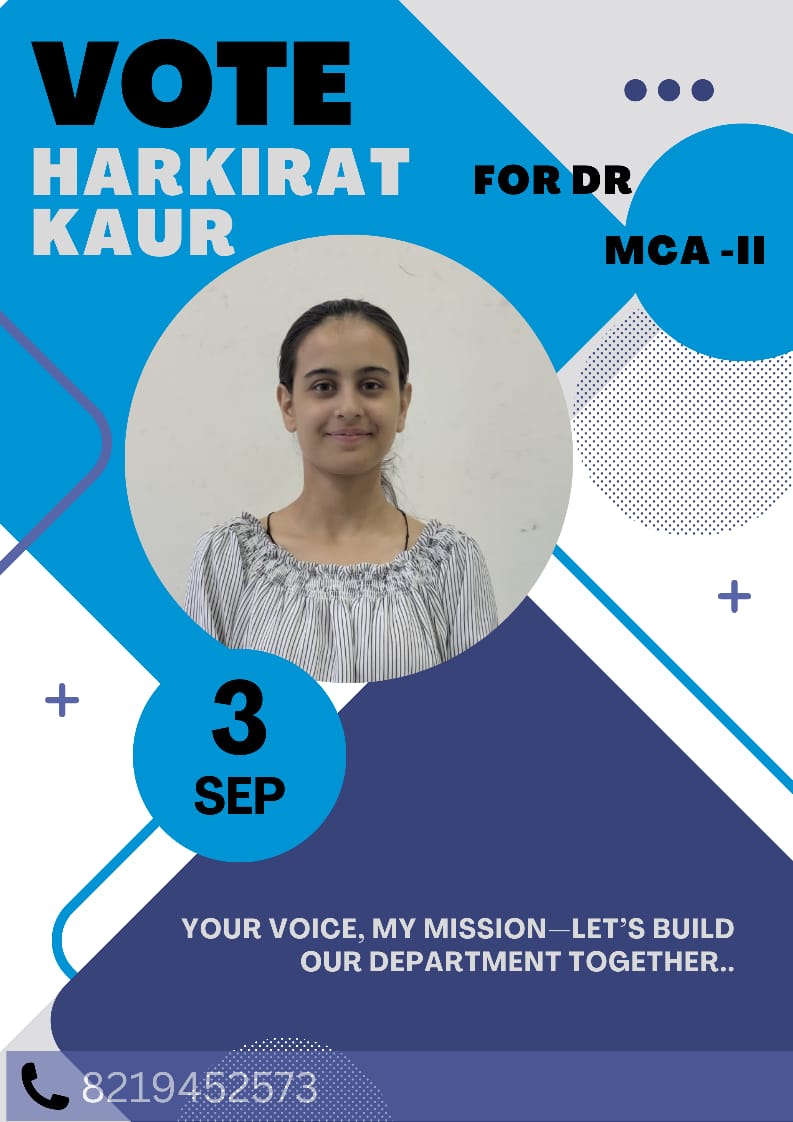 VOTE
HARKIRAT
KAUR
FOR DR
MCA -II
3
SEP
YOUR VOICE, MY MISSION—LET’S BUILD
OUR DEPARTMENT TOGETHER..
8219452573